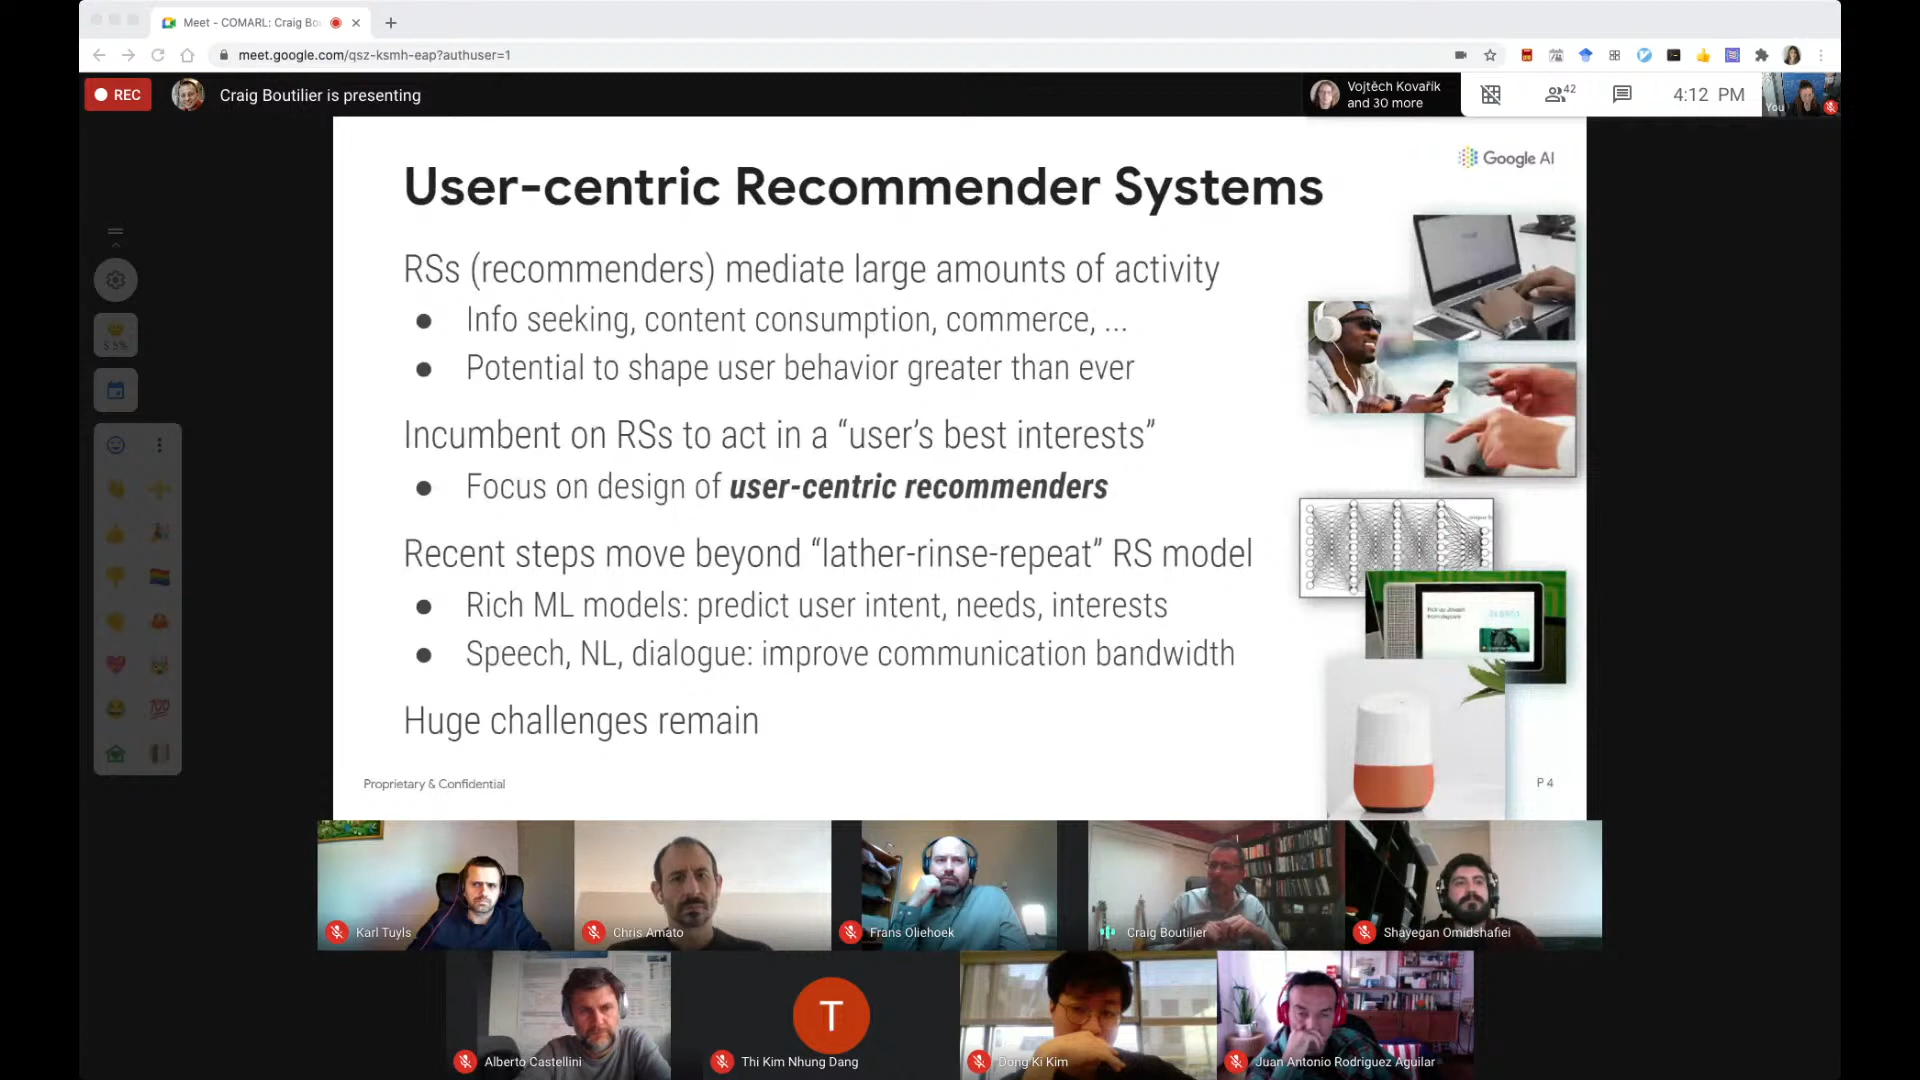 Meet - COMARL: Craig Bo
meet.google.com/qsz-ksmh-eap?authuser=1
REC
Craig Boutilier is presenting
Vojtěch Kovařík
and 30 more
42
4:12 PM
You
Google AI
User-centric Recommender Systems
RSs (recommenders) mediate large amounts of activity
● Info seeking, content consumption, commerce, ...
● Potential to shape user behavior greater than ever
Incumbent on RSs to act in a “user’s best interests”
● Focus on design of user-centric recommenders
Recent steps move beyond “lather-rinse-repeat” RS model
● Rich ML models: predict user intent, needs, interests
● Speech, NL, dialogue: improve communication bandwidth
Huge challenges remain
Proprietary & Confidential
P 4
Karl Tuyls
Chris Amato
Frans Oliehoek
Craig Boutilier
Shayegan Omidshafiei
Alberto Castellini
T
Thi Kim Nhung Dang
Dong Ki Kim
Juan Antonio Rodriguez Aguilar